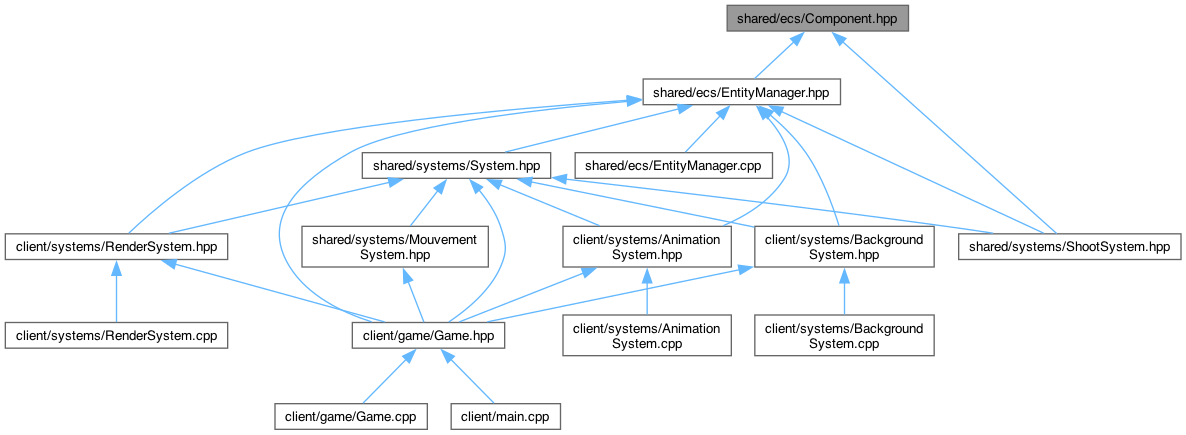 shared/ecs/Component.hpp
shared/ecs/EntityManager.hpp
shared/systems/System.hpp
shared/ecs/EntityManager.cpp
client/systems/RenderSystem.hpp
shared/systems/Mouvement
System.hpp
client/systems/Animation
System.hpp
client/systems/Background
System.hpp
shared/systems/ShootSystem.hpp
client/systems/RenderSystem.cpp
client/game/Game.hpp
client/systems/Animation
System.cpp
client/systems/Background
System.cpp
client/game/Game.cpp
client/main.cpp